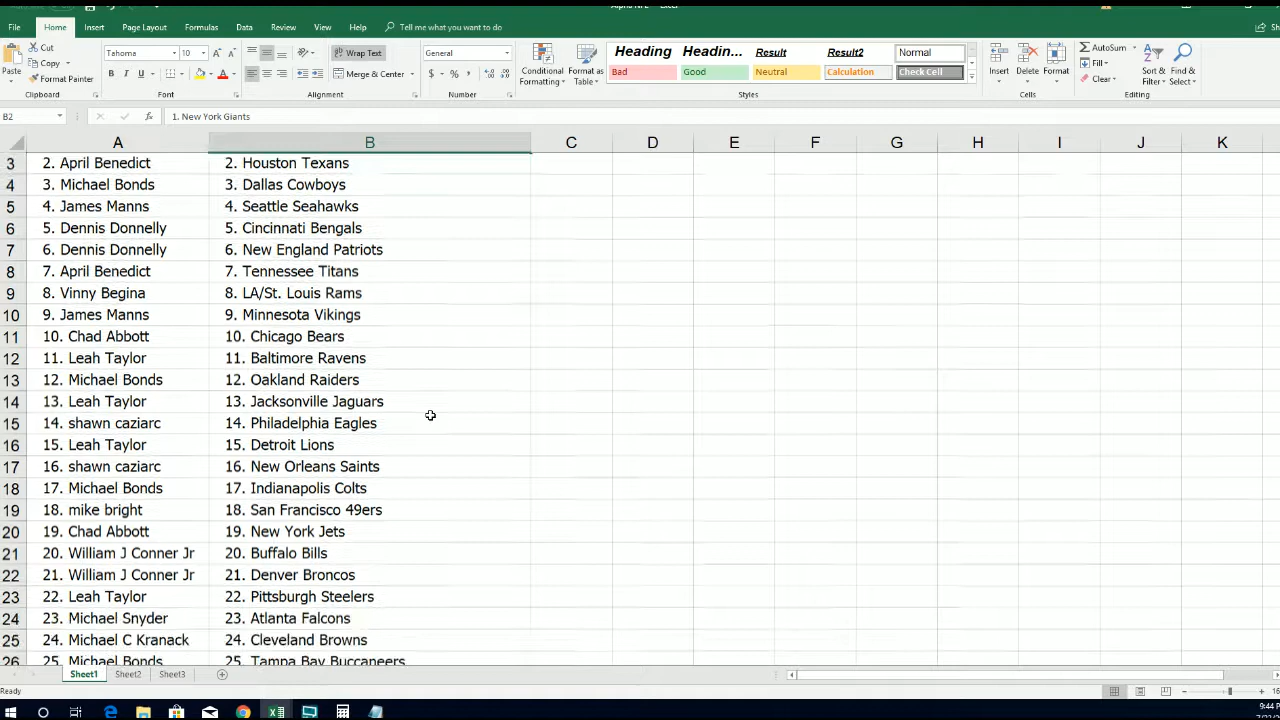 File Home Insert Page Layout Formulas Data Review View Help Tell me what you want to do
Cut
Copy
Format Painter
Paste
Clipboard
Tahoma 10
B I U
Font
Wrap Text
Merge & Center
Alignment
General
$ % ,
Number
Conditional Formatting
Format as Table
Heading Headin... Result Result2 Normal
Bad Good Neutral Calculation Check Cell
Styles
Insert Delete Format
Cells
AutoSum
Fill
Clear
Sort & Filter
Find & Select
Editing
B2 1. New York Giants
A B C D E F G H I J K
3 2. April Benedict 2. Houston Texans
4 3. Michael Bonds 3. Dallas Cowboys
5 4. James Manns 4. Seattle Seahawks
6 5. Dennis Donnelly 5. Cincinnati Bengals
7 6. Dennis Donnelly 6. New England Patriots
8 7. April Benedict 7. Tennessee Titans
9 8. Vinny Begina 8. LA/St. Louis Rams
10 9. James Manns 9. Minnesota Vikings
11 10. Chad Abbott 10. Chicago Bears
12 11. Leah Taylor 11. Baltimore Ravens
13 12. Michael Bonds 12. Oakland Raiders
14 13. Leah Taylor 13. Jacksonville Jaguars
15 14. shawn caziarc 14. Philadelphia Eagles
16 15. Leah Taylor 15. Detroit Lions
17 16. shawn caziarc 16. New Orleans Saints
18 17. Michael Bonds 17. Indianapolis Colts
19 18. mike bright 18. San Francisco 49ers
20 19. Chad Abbott 19. New York Jets
21 20. William J Conner Jr 20. Buffalo Bills
22 21. William J Conner Jr 21. Denver Broncos
23 22. Leah Taylor 22. Pittsburgh Steelers
24 23. Michael Snyder 23. Atlanta Falcons
25 24. Michael C Kranack 24. Cleveland Browns
26 25. Michael Bonds 25. Tampa Bay Buccaneers
Sheet1 Sheet2 Sheet3
Ready
9:44 P